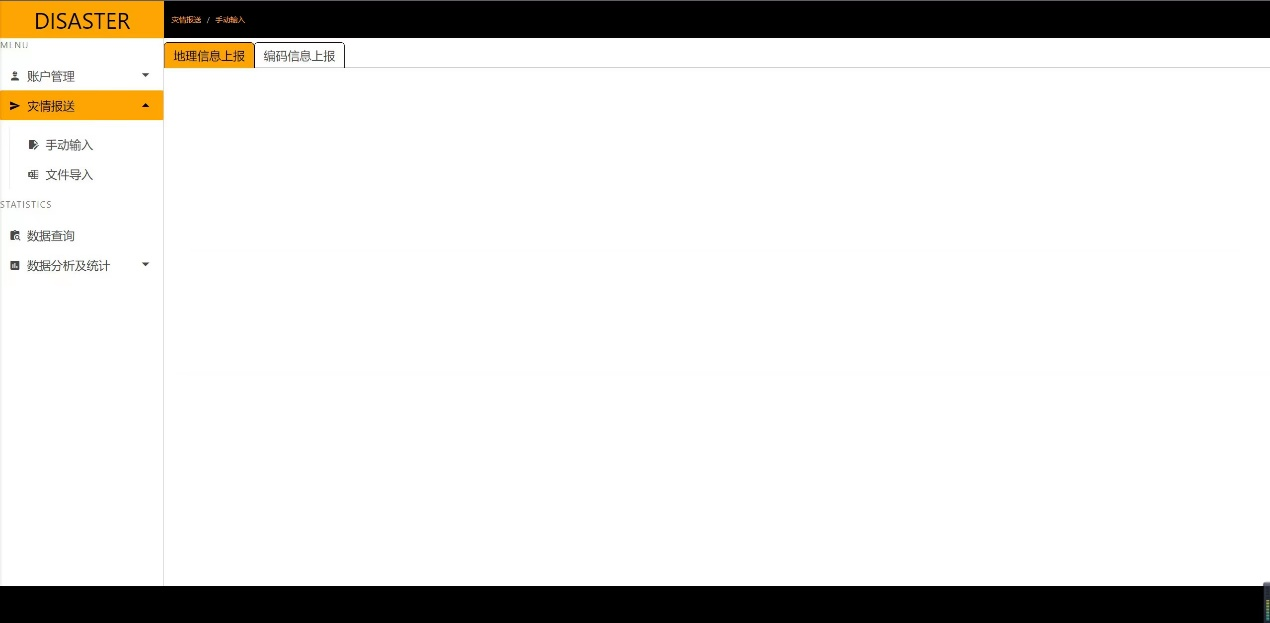 DISASTER
灾情报送 / 手动输入
MENU
账户管理
灾情报送
手动输入
文件导入
STATISTICS
数据查询
数据分析及统计
地理信息上报
编码信息上报